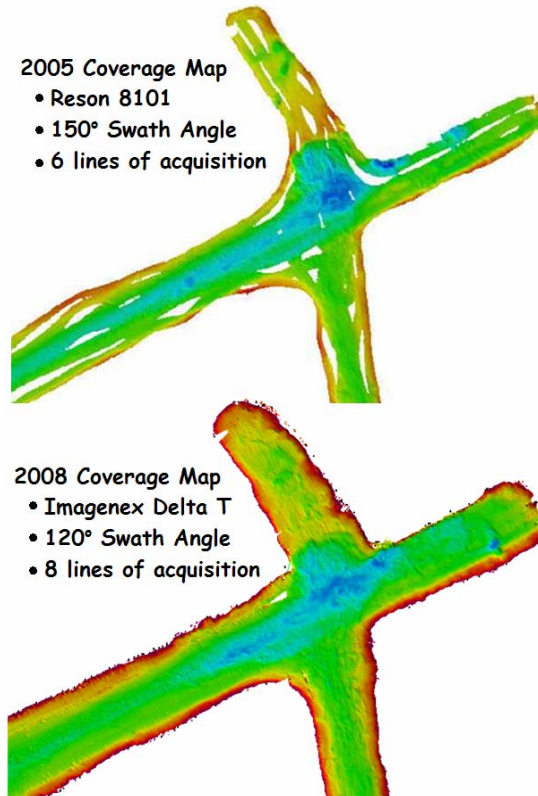 2005 Coverage Map
• Reson 8101
• 150° Swath Angle
• 6 lines of acquisition
2008 Coverage Map
• Imagenex Delta T
• 120° Swath Angle
• 8 lines of acquisition